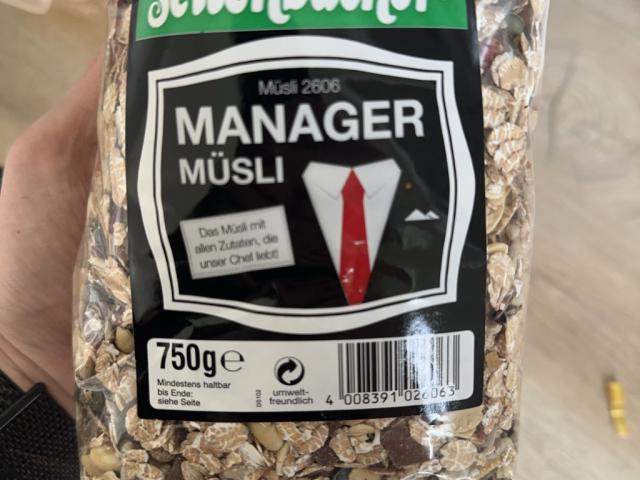 Müsli 2606
MANAGER
MÜSLI
Das Müsli mit
allen Zutaten, die
unser Chef liebt!
750g e
Mindestens haltbar
bis Ende:
siehe Seite
DS102
umwelt-
freundlich
4 008391 026063